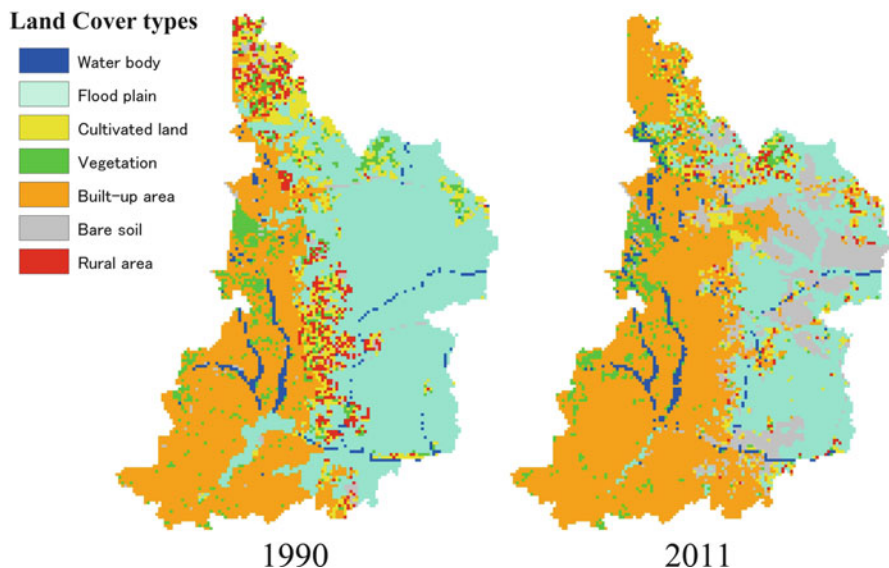 Land Cover types
Water body
Flood plain
Cultivated land
Vegetation
Built-up area
Bare soil
Rural area
1990
2011